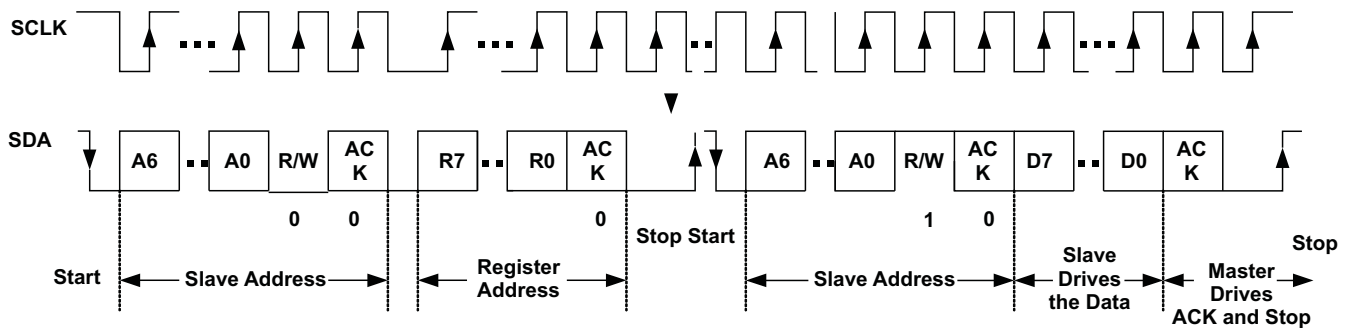 SCLK
SDA
A6
A0
R/W
AC
K
R7
R0
AC
K
A6
A0
R/W
AC
K
D7
D0
AC
K
0
0
0
1
0
Stop Start
Stop
Start
Slave Address
Register
Address
Slave Address
Slave
Drives
the Data
Master
Drives
ACK and Stop